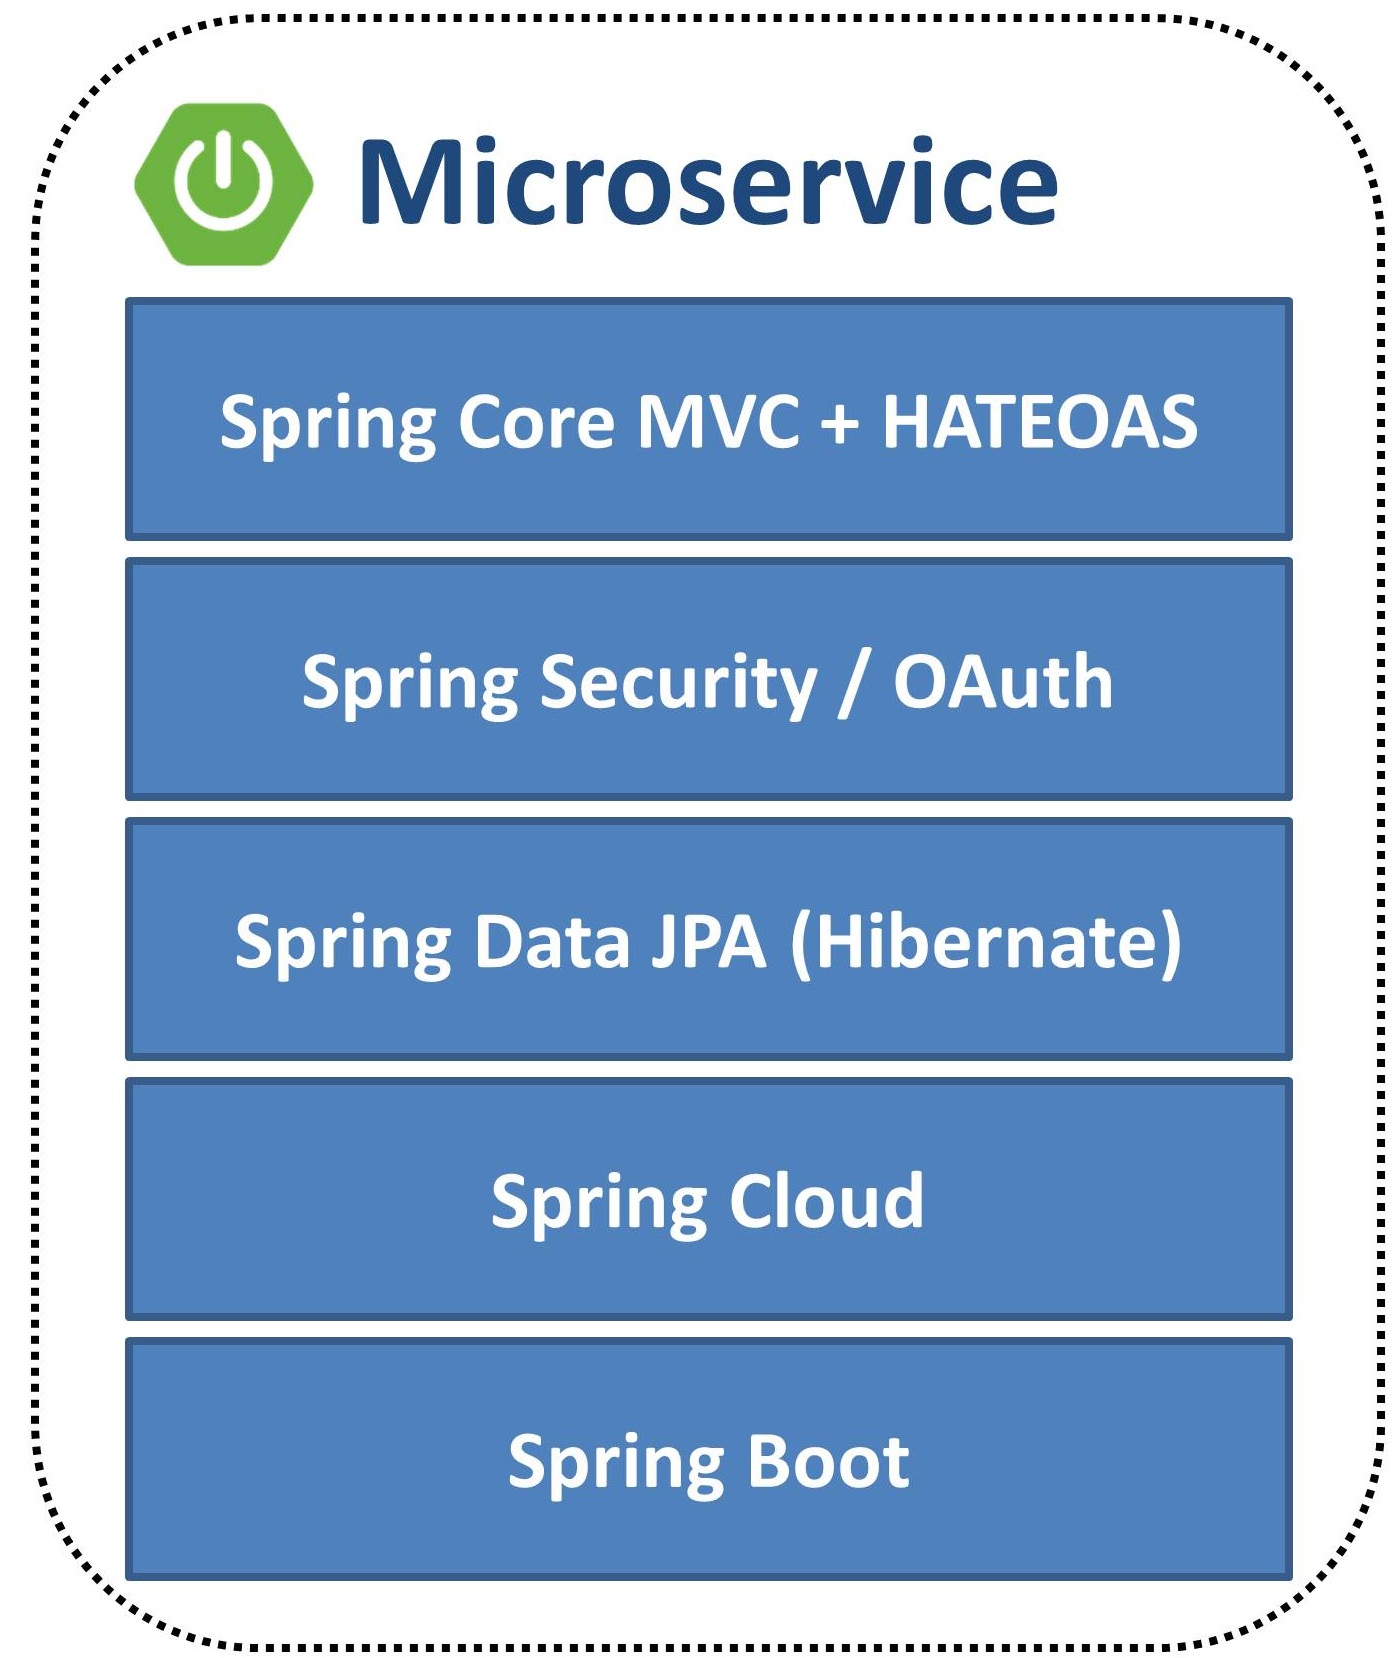 Microservice
Spring Core MVC + HATEOAS
Spring Security / OAuth
Spring Data JPA (Hibernate)
Spring Cloud
Spring Boot